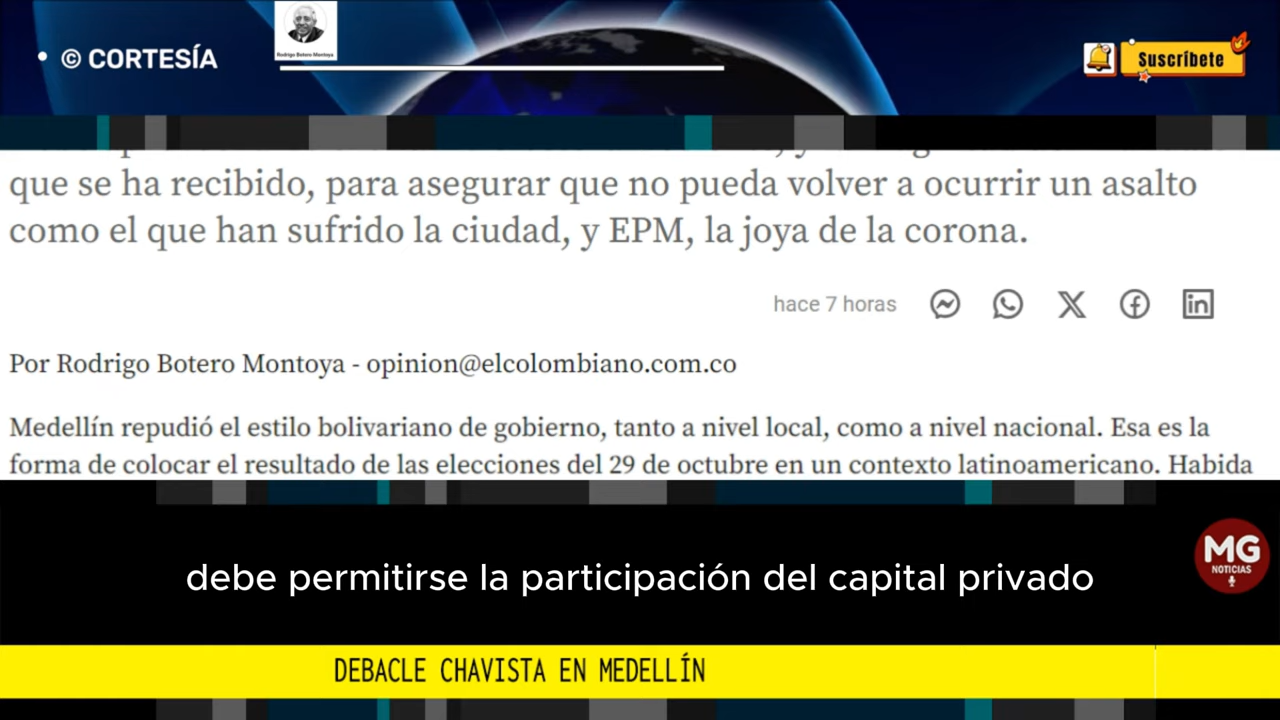 © CORTESÍA
Rodrigo Botero Montoya
Suscríbete
que se ha recibido, para asegurar que no pueda volver a ocurrir un asalto
como el que han sufrido la ciudad, y EPM, la joya de la corona.
hace 7 horas
Por Rodrigo Botero Montoya - opinion@elcolombiano.com.co
Medellín repudió el estilo bolivariano de gobierno, tanto a nivel local, como a nivel nacional. Esa es la
forma de colocar el resultado de las elecciones del 29 de octubre en un contexto latinoamericano. Habida
debe permitirse la participación del capital privado
MG
NOTICIAS
DEBACLE CHAVISTA EN MEDELLÍN